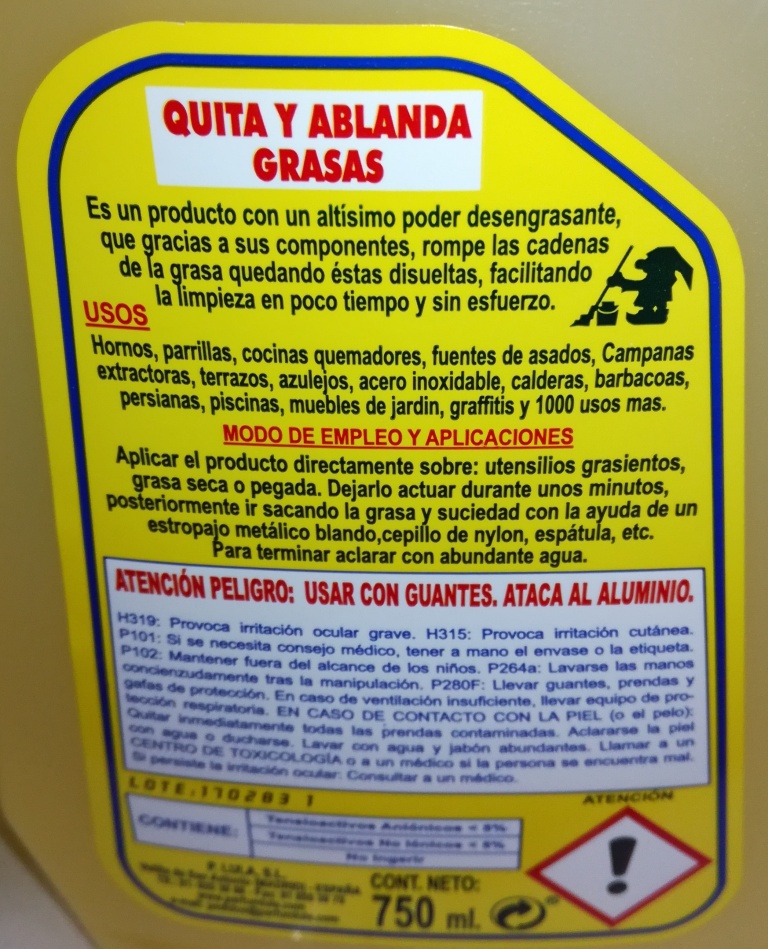 QUITA Y ABLANDA
GRASAS
Es un producto con un altísimo poder desengrasante,
que gracias a sus componentes, rompe las cadenas
de la grasa quedando éstas disueltas, facilitando
la limpieza en poco tiempo y sin esfuerzo.
USOS
Hornos, parrillas, cocinas quemadores, fuentes de asados, Campanas
extractoras, terrazos, azulejos, acero inoxidable, calderas, barbacoas,
persianas, piscinas, muebles de jardin, graffitis y 1000 usos mas.
MODO DE EMPLEO Y APLICACIONES
Aplicar el producto directamente sobre: utensilios grasientos,
grasa seca o pegada. Dejarlo actuar durante unos minutos,
posteriormente ir sacando la grasa y suciedad con la ayuda de un
estropajo metálico blando,cepillo de nylon, espátula, etc.
Para terminar aclarar con abundante agua.
ATENCIÓN PELIGRO: USAR CON GUANTES. ATACA AL ALUMINIO.
H319: Provoca irritación ocular grave. H315: Provoca irritación cutánea.
P101: Si se necesita consejo médico, tener a mano el envase o la etiqueta.
P102: Mantener fuera del alcance de los niños. P264a: Lavarse las manos
concienzudamente tras la manipulación. P280F: Llevar guantes, prendas y
gafas de protección. En caso de ventilación insuficiente, llevar equipo de pro-
tección respiratoria. EN CASO DE CONTACTO CON LA PIEL (o el pelo):
Quitar inmediatamente todas las prendas contaminadas. Aclararse la piel
con agua o ducharse. Lavar con agua y jabón abundantes. Llamar a un
CENTRO DE TOXICOLOGÍA o a un médico si la persona se encuentra mal.
Si persiste la irritación ocular: Consultar a un médico.
LOTE:170283 1
ATENCIÓN
CONTIENE:
Tensioactivos Aniónicos < 5%
Tensioactivos No Iónicos < 5%
No Ingerir
P. LULA, S.L.
ESPAÑA
CONT. NETO:
750 ml.